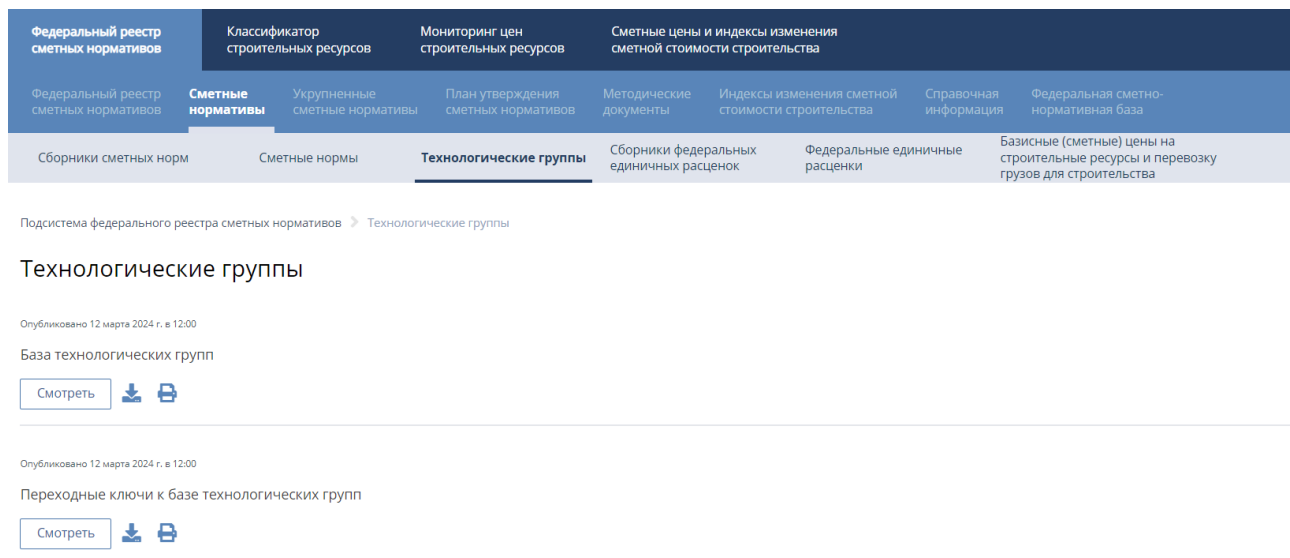 Федеральный реестр
сметных нормативов
Классификатор
строительных ресурсов
Мониторинг цен
строительных ресурсов
Сметные цены и индексы изменения
сметной стоимости строительства
Федеральный реестр
сметных нормативов
Сметные
нормативы
Укрупненные
сметные нормативы
План утверждения
сметных нормативов
Методические
документы
Индексы изменения сметной
стоимости строительства
Справочная
информация
Федеральная сметно-
нормативная база
Сборники сметных норм
Сметные нормы
Технологические группы
Сборники федеральных
единичных расценок
Федеральные единичные
расценки
Базисные (сметные) цены на
строительные ресурсы и перевозку
грузов для строительства
Подсистема федерального реестра сметных нормативов
Технологические группы
Технологические группы
Опубликовано 12 марта 2024 г. в 12:00
База технологических групп
Смотреть
Опубликовано 12 марта 2024 г. в 12:00
Переходные ключи к базе технологических групп
Смотреть